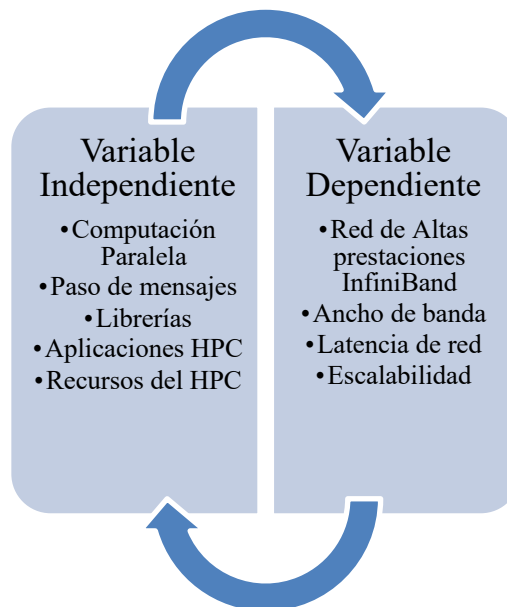 Variable
Independiente
•Computación
Paralela
•Paso de mensajes
•Librerías
•Aplicaciones HPC
•Recursos del HPC
Variable
Dependiente
•Red de Altas
prestaciones
InfiniBand
•Ancho de banda
•Latencia de red
•Escalabilidad